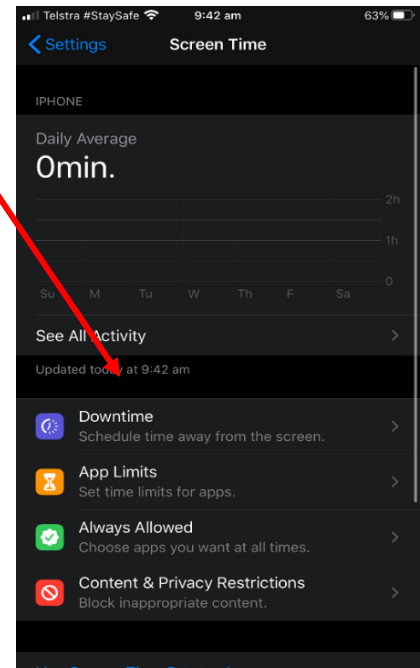 Telstra #StaySafe 9:42 am 63%
Settings Screen Time
IPHONE
Daily Average
0min.
2h
1h
0
Su M Tu W Th F Sa
See All Activity
Updated today at 9:42 am
Downtime
Schedule time away from the screen.
App Limits
Set time limits for apps.
Always Allowed
Choose apps you want at all times.
Content & Privacy Restrictions
Block inappropriate content.